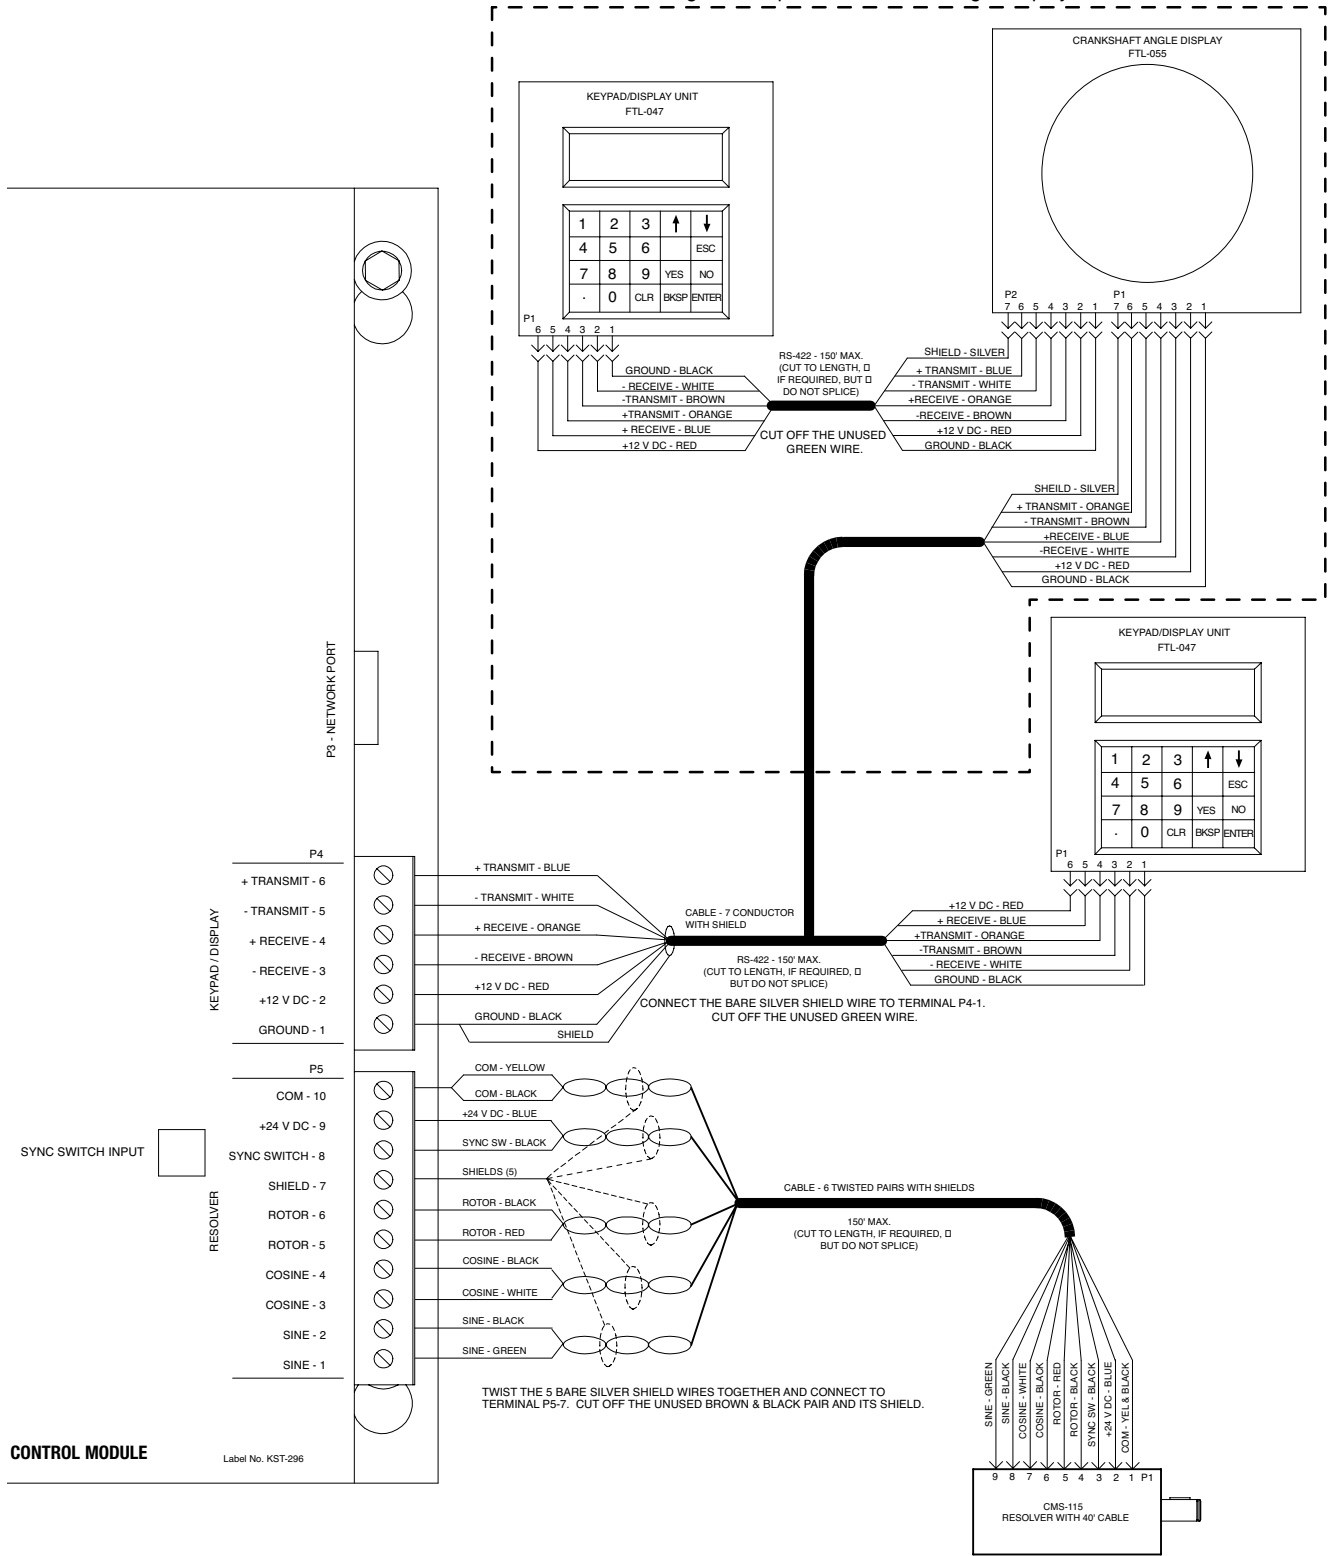 CRANKSHAFT ANGLE DISPLAY
FTL-055
KEYPAD/DISPLAY UNIT
FTL-047
1 2 3
4 5 6 ESC
7 8 9 YES NO
. 0 CLR BKSP ENTER
P1
6 5 4 3 2 1
P2 P1
7 6 5 4 3 2 1 7 6 5 4 3 2 1
GROUND - BLACK
- RECEIVE - WHITE
-TRANSMIT - BROWN
+TRANSMIT - ORANGE
+ RECEIVE - BLUE
+12 V DC - RED
RS-422 - 150' MAX.
(CUT TO LENGTH,
IF REQUIRED, BUT
DO NOT SPLICE)
CUT OFF THE UNUSED
GREEN WIRE.
SHIELD - SILVER
+ TRANSMIT - BLUE
- TRANSMIT - WHITE
+RECEIVE - ORANGE
-RECEIVE - BROWN
+12 V DC - RED
GROUND - BLACK
SHEILD - SILVER
+ TRANSMIT - ORANGE
- TRANSMIT - BROWN
+RECEIVE - BLUE
-RECEIVE - WHITE
+12 V DC - RED
GROUND - BLACK
KEYPAD/DISPLAY UNIT
FTL-047
1 2 3
4 5 6 ESC
7 8 9 YES NO
. 0 CLR BKSP ENTER
P1
6 5 4 3 2 1
P3 - NETWORK PORT
KEYPAD / DISPLAY
P4
+ TRANSMIT - 6
- TRANSMIT - 5
+ RECEIVE - 4
- RECEIVE - 3
+12 V DC - 2
GROUND - 1
+ TRANSMIT - BLUE
- TRANSMIT - WHITE
+ RECEIVE - ORANGE
- RECEIVE - BROWN
+12 V DC - RED
GROUND - BLACK
SHIELD
CABLE - 7 CONDUCTOR
WITH SHIELD
RS-422 - 150' MAX.
(CUT TO LENGTH, IF REQUIRED,
BUT DO NOT SPLICE)
CONNECT THE BARE SILVER SHIELD WIRE TO TERMINAL P4-1.
CUT OFF THE UNUSED GREEN WIRE.
+12 V DC - RED
+ RECEIVE - BLUE
+TRANSMIT - ORANGE
-TRANSMIT - BROWN
- RECEIVE - WHITE
GROUND - BLACK
P5
COM - 10
+24 V DC - 9
SYNC SWITCH - 8
SHIELD - 7
ROTOR - 6
ROTOR - 5
COSINE - 4
COSINE - 3
SINE - 2
SINE - 1
SYNC SWITCH INPUT
RESOLVER
COM - YELLOW
COM - BLACK
+24 V DC - BLUE
SYNC SW - BLACK
SHIELDS (5)
ROTOR - BLACK
ROTOR - RED
COSINE - BLACK
COSINE - WHITE
SINE - BLACK
SINE - GREEN
CABLE - 6 TWISTED PAIRS WITH SHIELDS
150' MAX.
(CUT TO LENGTH, IF REQUIRED,
BUT DO NOT SPLICE)
TWIST THE 5 BARE SILVER SHIELD WIRES TOGETHER AND CONNECT TO
TERMINAL P5-7. CUT OFF THE UNUSED BROWN & BLACK PAIR AND ITS SHIELD.
SINE - GREEN
SINE - BLACK
COSINE - WHITE
COSINE - BLACK
ROTOR - RED
ROTOR - BLACK
SYNC SW - BLACK
+24 V DC - BLUE
COM - YEL & BLACK
9 8 7 6 5 4 3 2 1 P1
CMS-115
RESOLVER WITH 40' CABLE
CONTROL MODULE
Label No. KST-296